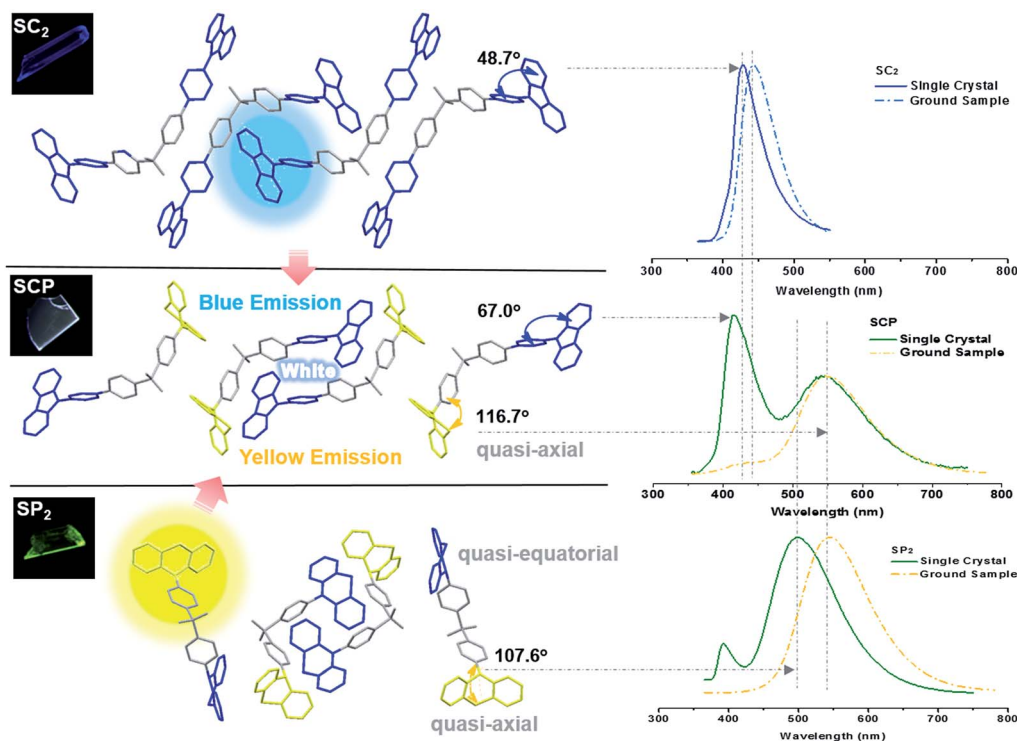 SC2
48.7°
SC2
Single Crystal
Ground Sample
300 400 500 600 700 800
Wavelength (nm)
SCP
Blue Emission
White
Yellow Emission
67.0°
116.7°
quasi-axial
SCP
Single Crystal
Ground Sample
300 400 500 600 700 800
Wavelength (nm)
SP2
quasi-equatorial
107.6°
quasi-axial
SP2
Single Crystal
Ground Sample
300 400 500 600 700 800
Wavelength (nm)